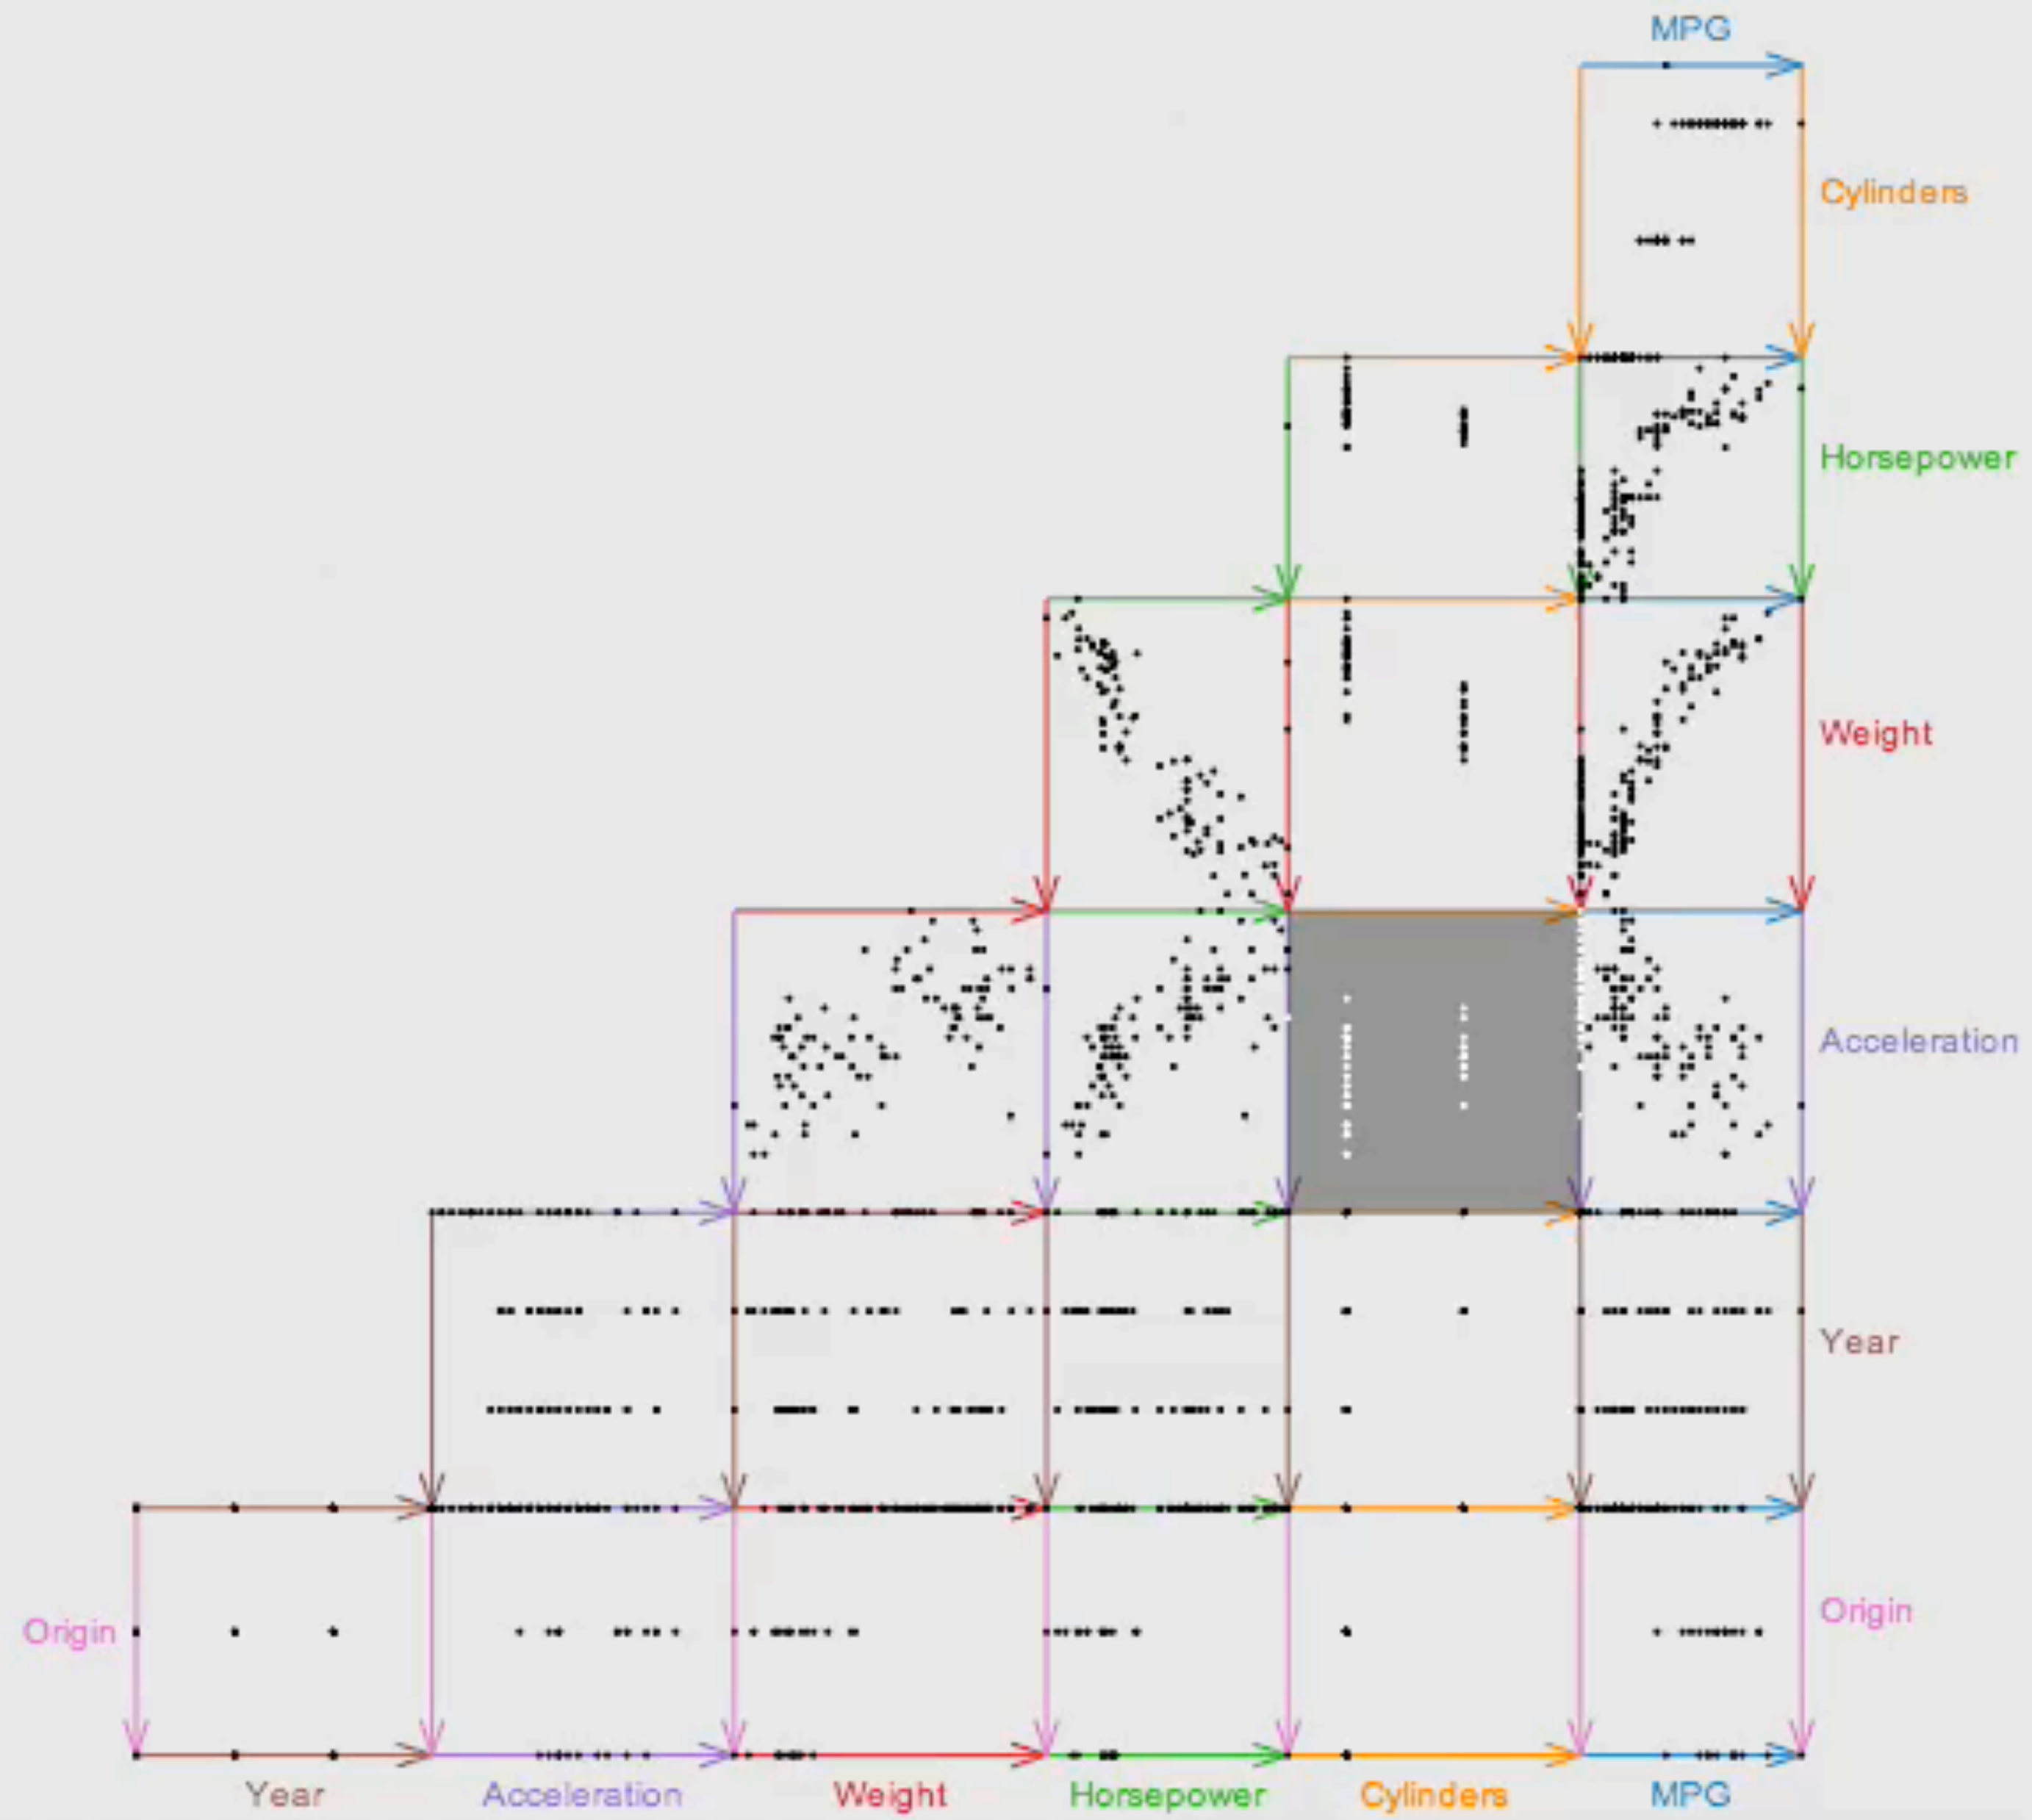 MPG
Cylinders
Horsepower
Weight
Acceleration
Year
Origin
Origin
Year
Acceleration
Weight
Horsepower
Cylinders
MPG